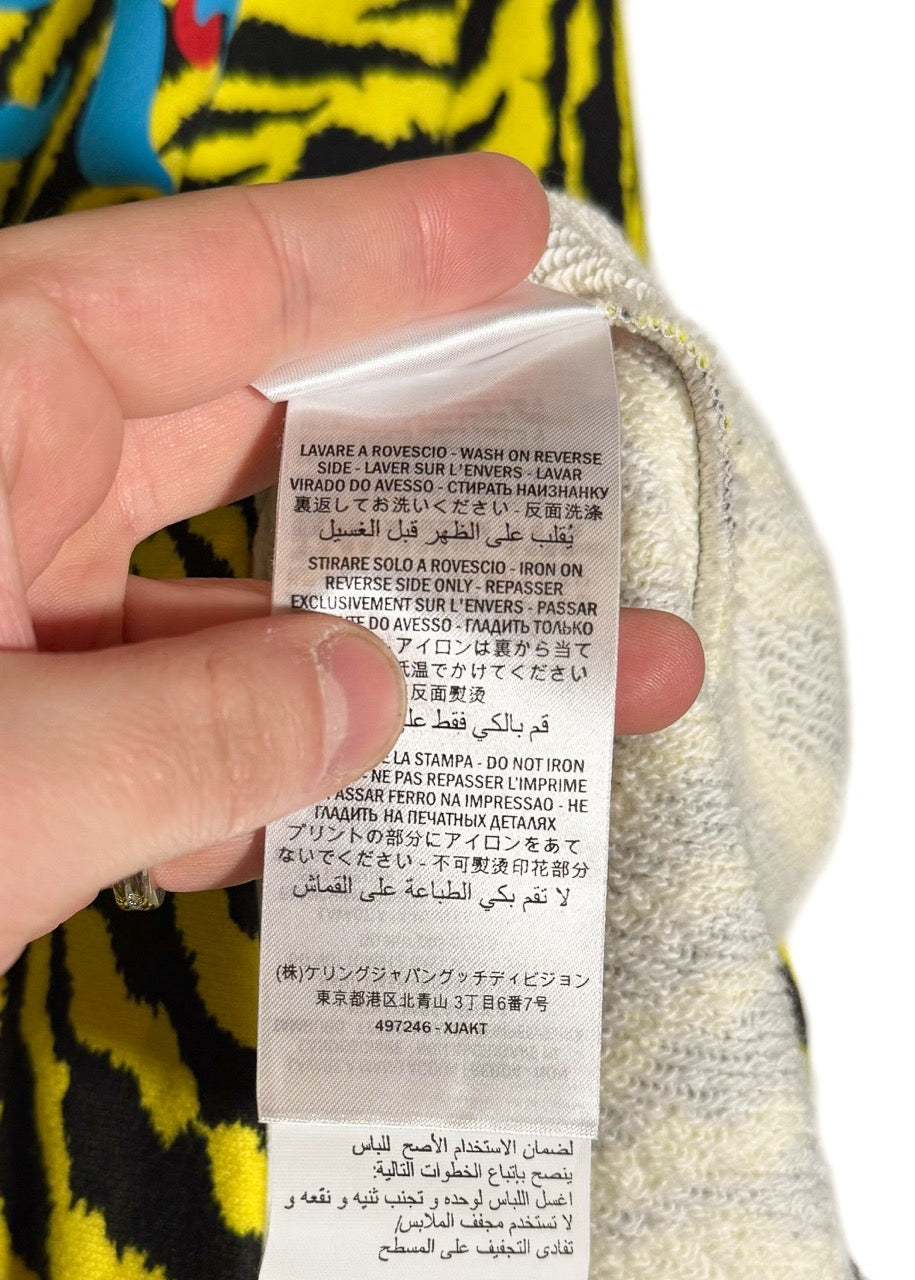 LAVARE A ROVESCIO - WASH ON REVERSE
SIDE - LAVER SUR L'ENVERS - LAVAR
VIRADO DO AVESSO - СТИРАТЬ НАИЗНАНКУ
裏返してお洗いください - 反面洗涤
يُقلب على الظهر قبل الغسيل
STIRARE SOLO A ROVESCIO - IRON ON
REVERSE SIDE ONLY - REPASSER
EXCLUSIVEMENT SUR L'ENVERS - PASSAR
DO AVESSO - ГЛАДИТЬ ТОЛЬКО
アイロンは裏から当て
低温でかけてください
反面熨烫
قم بالكي فقط
LA STAMPA - DO NOT IRON
- NE PAS REPASSER L'IMPRIME
PASSAR FERRO NA IMPRESSAO - НЕ
ГЛАДИТЬ НА ПЕЧАТНЫХ ДЕТАЛЯХ
プリントの部分にアイロンをあて
ないでください - 不可熨烫印花部分
لا تقم بكي الطباعة على القماش
(株)ケリングジャパングッチディビジョン
東京都港区北青山 3丁目6番7号
497246 - XJAKT
لضمان الاستخدام الأصح للباس
ينصح بإتباع الخطوات التالية:
اغسل اللباس لوحده و تجنب ثنيه و نقعه و
لا تستخدم مجفف الملابس/
تفادى التجفيف على المسطح